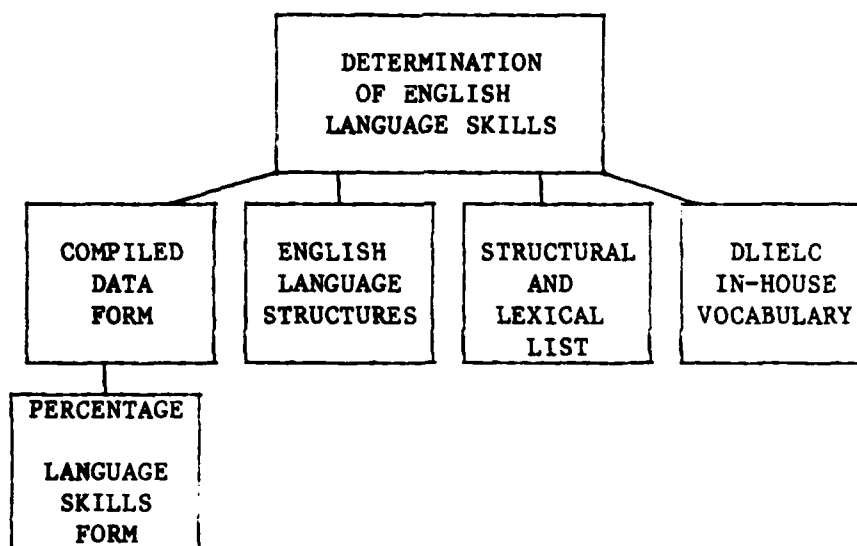 DETERMINATION
OF ENGLISH
LANGUAGE SKILLS
COMPILED
DATA
FORM
ENGLISH
LANGUAGE
STRUCTURES
STRUCTURAL
AND
LEXICAL
LIST
DLIELC
IN-HOUSE
VOCABULARY
PERCENTAGE
LANGUAGE
SKILLS
FORM